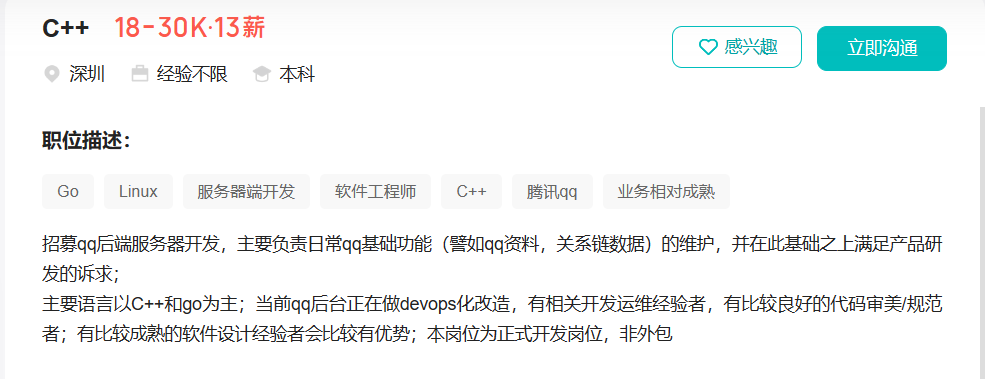 C++ 18-30K·13薪
感兴趣 立即沟通
深圳 经验不限 本科
职位描述：
Go Linux 服务器端开发 软件工程师 C++ 腾讯qq 业务相对成熟
招募qq后端服务器开发，主要负责日常qq基础功能（譬如qq资料，关系链数据）的维护，并在此基础之上满足产品研
发的诉求；
主要语言以C++和go为主；当前qq后台正在做devops化改造，有相关开发运维经验者，有比较良好的代码审美/规范
者；有比较成熟的软件设计经验者会比较有优势；本岗位为正式开发岗位，非外包